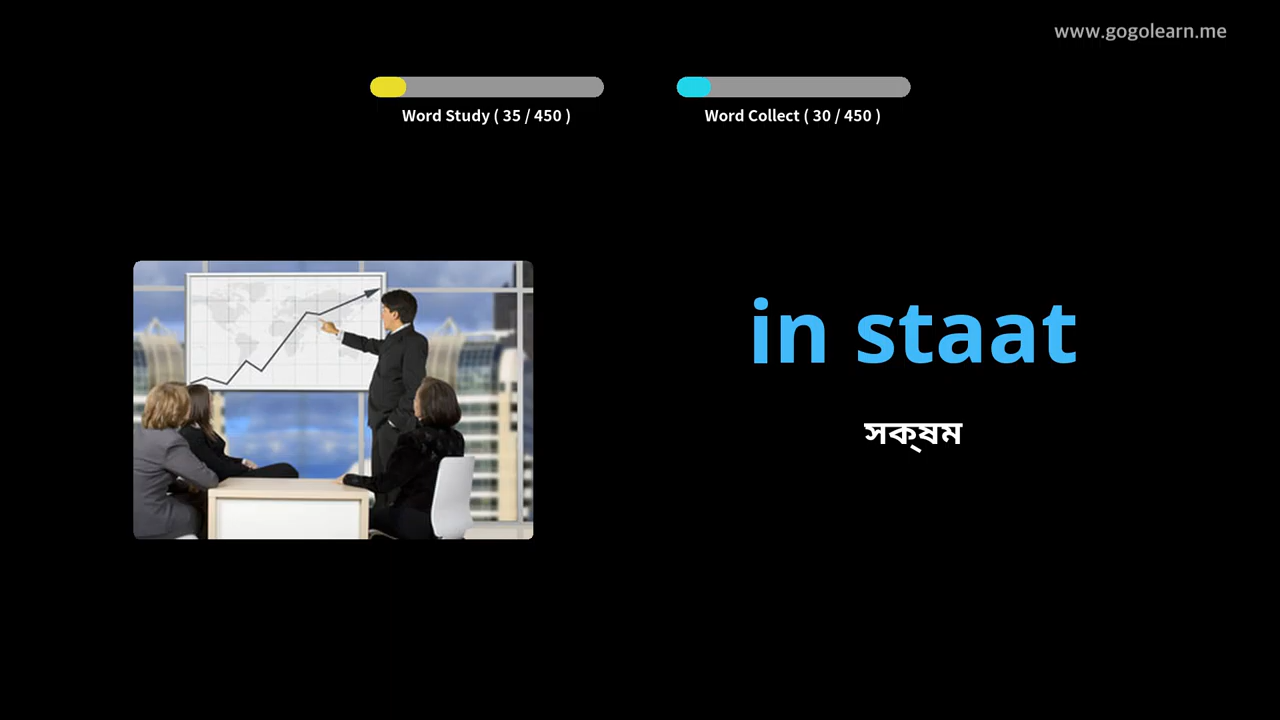 www.gogolearn.me
Word Study ( 35 / 450 )
Word Collect ( 30 / 450 )
in staat
সক্ষম